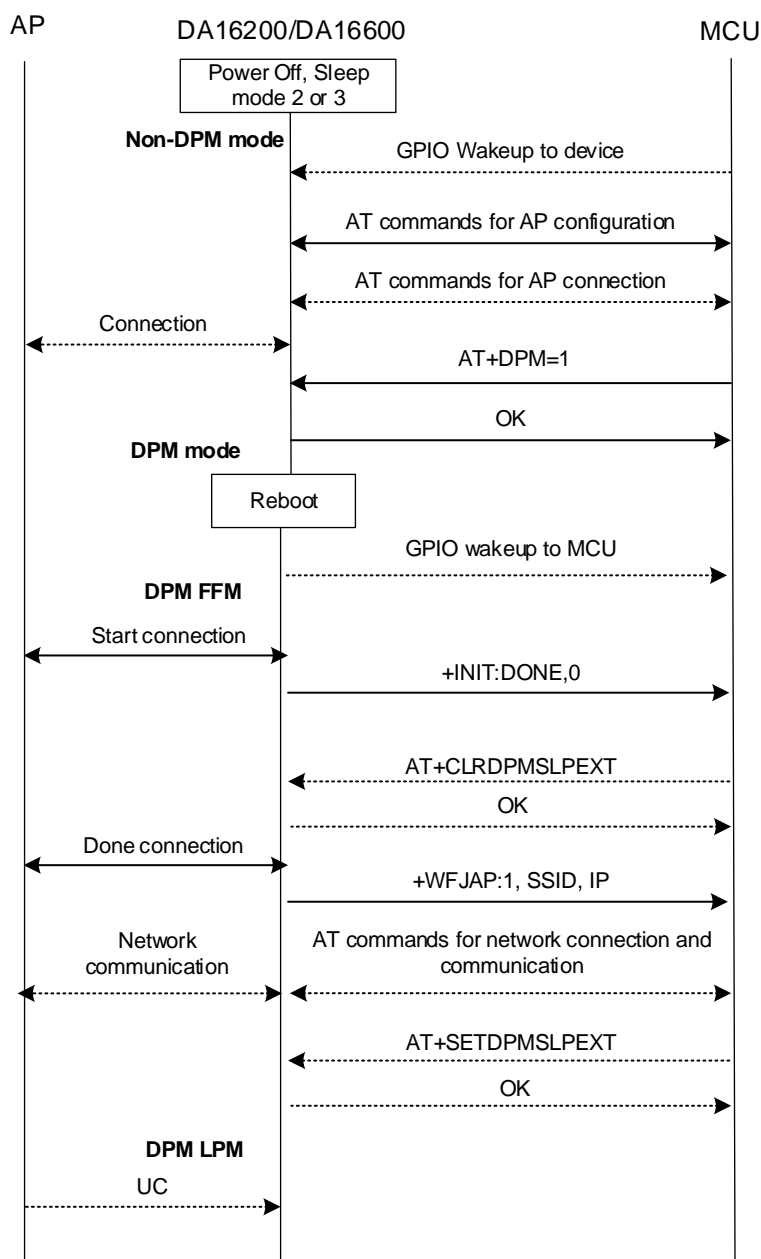 AP
DA16200/DA16600
MCU
Power Off, Sleep
mode 2 or 3
Non-DPM mode
GPIO Wakeup to device
AT commands for AP configuration
AT commands for AP connection
Connection
AT+DPM=1
OK
DPM mode
Reboot
GPIO wakeup to MCU
DPM FFM
Start connection
+INIT:DONE,0
AT+CLRDPMSLPEXT
OK
Done connection
+WFJAP:1, SSID, IP
Network
communication
AT commands for network connection and
communication
AT+SETDPMSLPEXT
OK
DPM LPM
UC